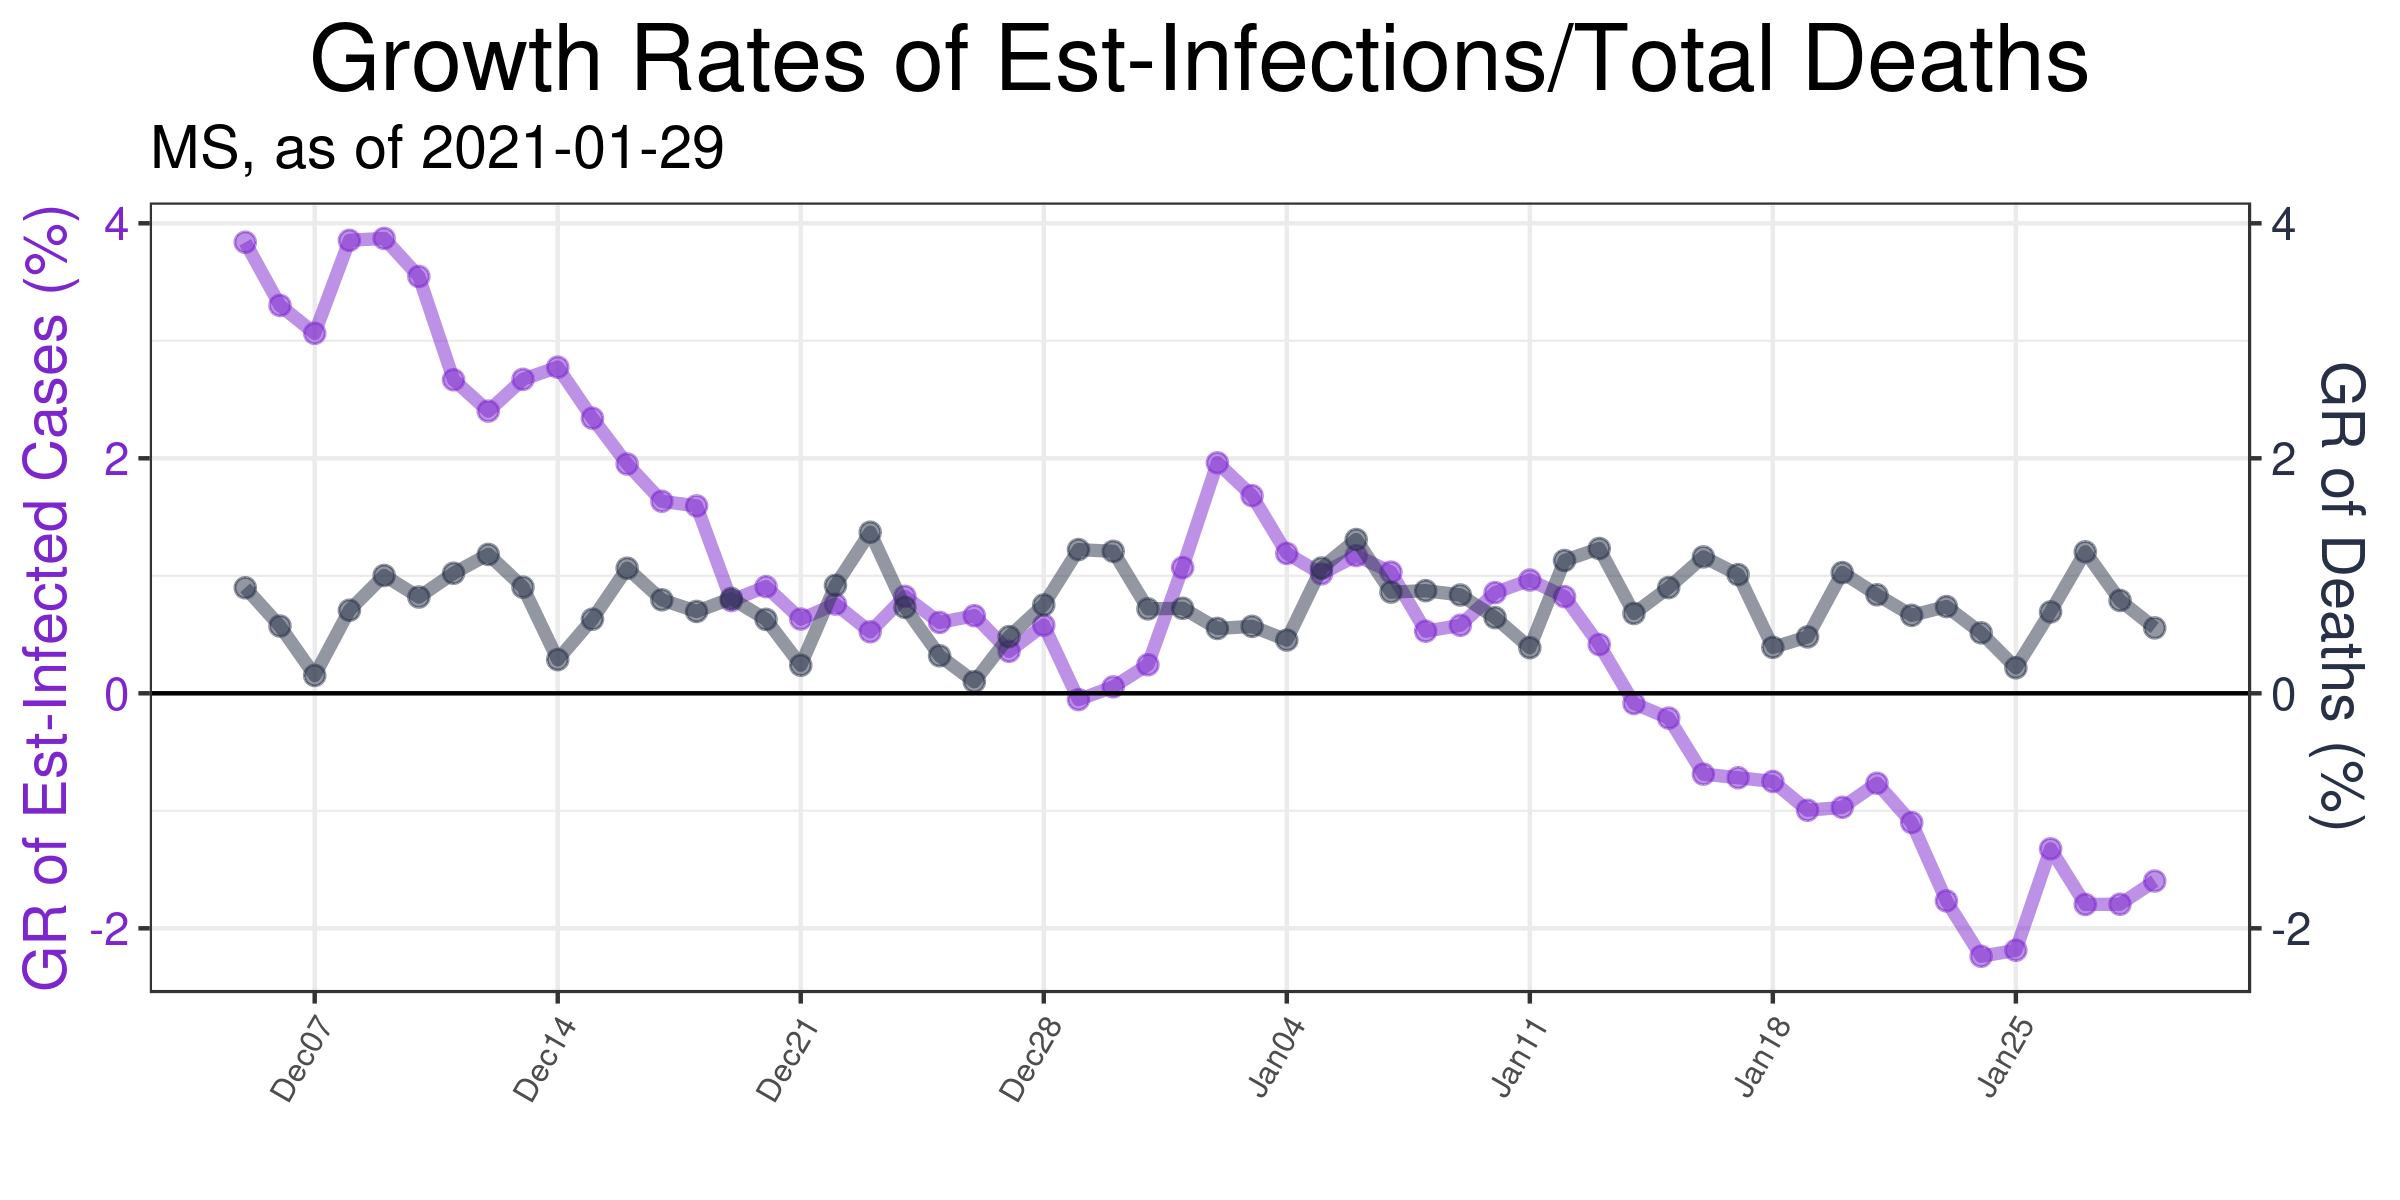 Growth Rates of Est-Infections/Total Deaths
MS, as of 2021-01-29
GR of Est-Infected Cases (%)
4
2
0
-2
4
2
0
-2
GR of Deaths (%)
Dec07
Dec14
Dec21
Dec28
Jan04
Jan11
Jan18
Jan25